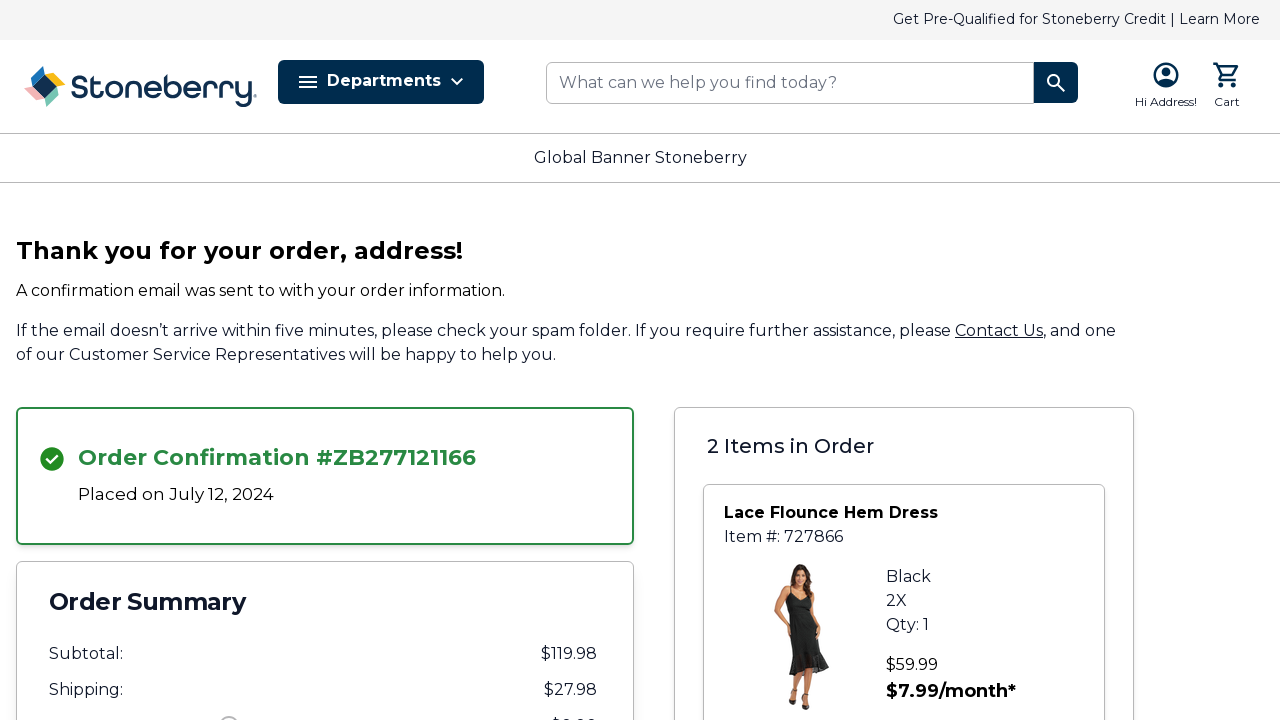 Get Pre-Qualified for Stoneberry Credit | Learn More
Stoneberry®
Departments
What can we help you find today?
Hi Address!
Cart
Global Banner Stoneberry
Thank you for your order, address!
A confirmation email was sent to with your order information.
If the email doesn’t arrive within five minutes, please check your spam folder. If you require further assistance, please Contact Us, and one
of our Customer Service Representatives will be happy to help you.
Order Confirmation #ZB277121166
Placed on July 12, 2024
Order Summary
Subtotal: $119.98
Shipping: $27.98
2 Items in Order
Lace Flounce Hem Dress
Item #: 727866
Black
2X
Qty: 1
$59.99
$7.99/month*